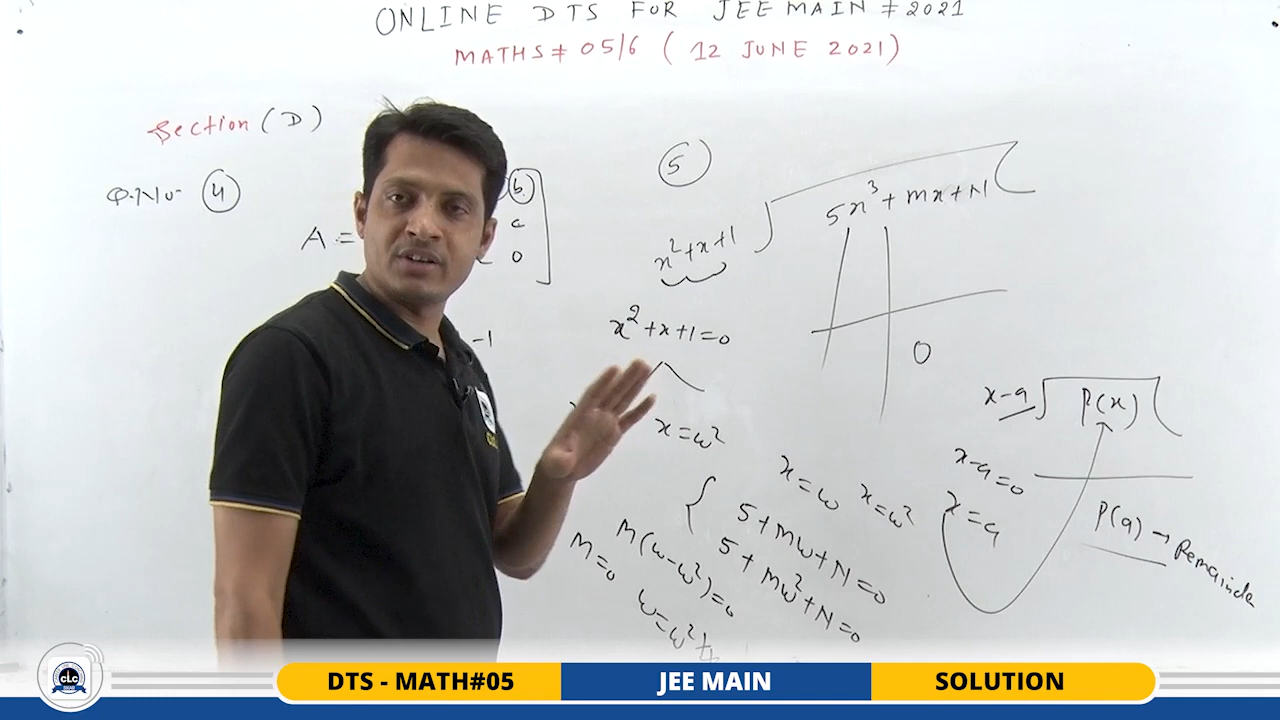 ONLINE DTS FOR JEE MAIN # 2021
MATHS # 05/6 ( 12 JUNE 2021)
Section (D)
Q.No- 4
A =
b
c
0
-1
5
x²+x+1
5x³+mx+N
0
x²+x+1=0
x=ω²
x=ω x=ω²
5+Mω+N=0
5+Mω²+N=0
M(ω-ω²)=0
M=0
ω=ω²
x-a
P(x)
x-a=0
x=a
P(a) → Remainde
CLC
DTS - MATH#05
JEE MAIN
SOLUTION